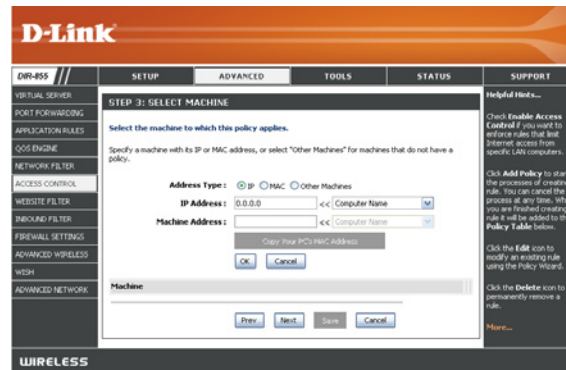 D-Link
DIR-855
SETUP
ADVANCED
TOOLS
STATUS
SUPPORT
VIRTUAL SERVER
PORT FORWARDING
APPLICATION RULES
QOS ENGINE
NETWORK FILTER
ACCESS CONTROL
WEBSITE FILTER
INBOUND FILTER
FIREWALL SETTINGS
ADVANCED WIRELESS
WISH
ADVANCED NETWORK
STEP 3: SELECT MACHINE
Select the machine to which this policy applies.
Specify a machine with its IP or MAC address, or select "Other Machines" for machines that do not have a
policy.
Address Type : IP MAC Other Machines
IP Address : 0.0.0.0 << Computer Name
Machine Address : << Computer Name
Copy Your PC's MAC Address
OK Cancel
Machine
Prev Next Save Cancel
Helpful Hints...
Check Enable Access
Control if you want to
enforce rules that limit
Internet access from
specific LAN computers.
Click Add Policy to star
the processes of creatin
rule. You can cancel the
process at any time. Wh
you are finished creating
rule it will be added to th
Policy Table below.
Click the Edit icon to
modify an existing rule
using the Policy Wizard.
Click the Delete icon to
permanently remove a
rule.
More...
WIRELESS